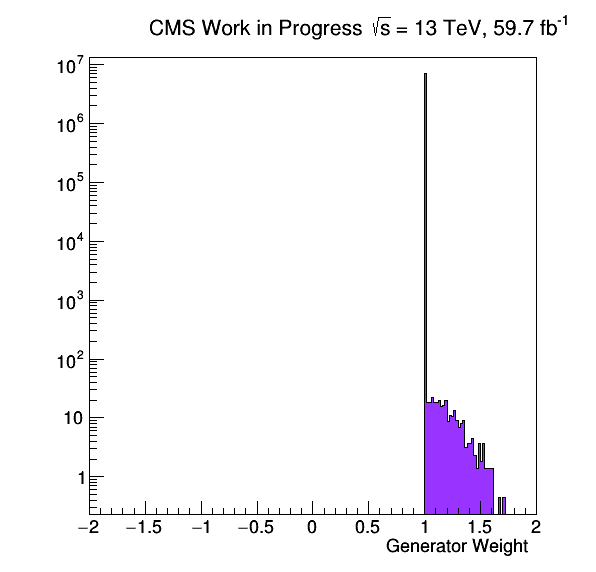 CMS Work in Progress √s = 13 TeV, 59.7 fb⁻¹
10⁷
10⁶
10⁵
10⁴
10³
10²
10
1
−2 −1.5 −1 −0.5 0 0.5 1 1.5 2
Generator Weight